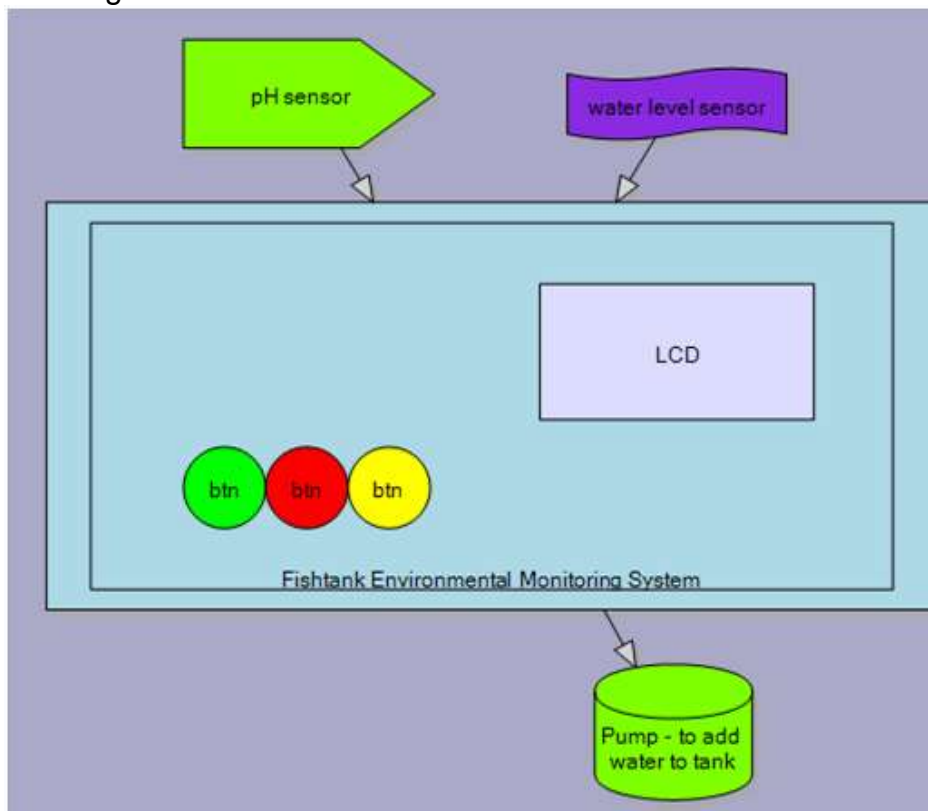 pH sensor
water level sensor
LCD
btn
btn
btn
Fishtank Environmental Monitoring System
Pump - to add
water to tank